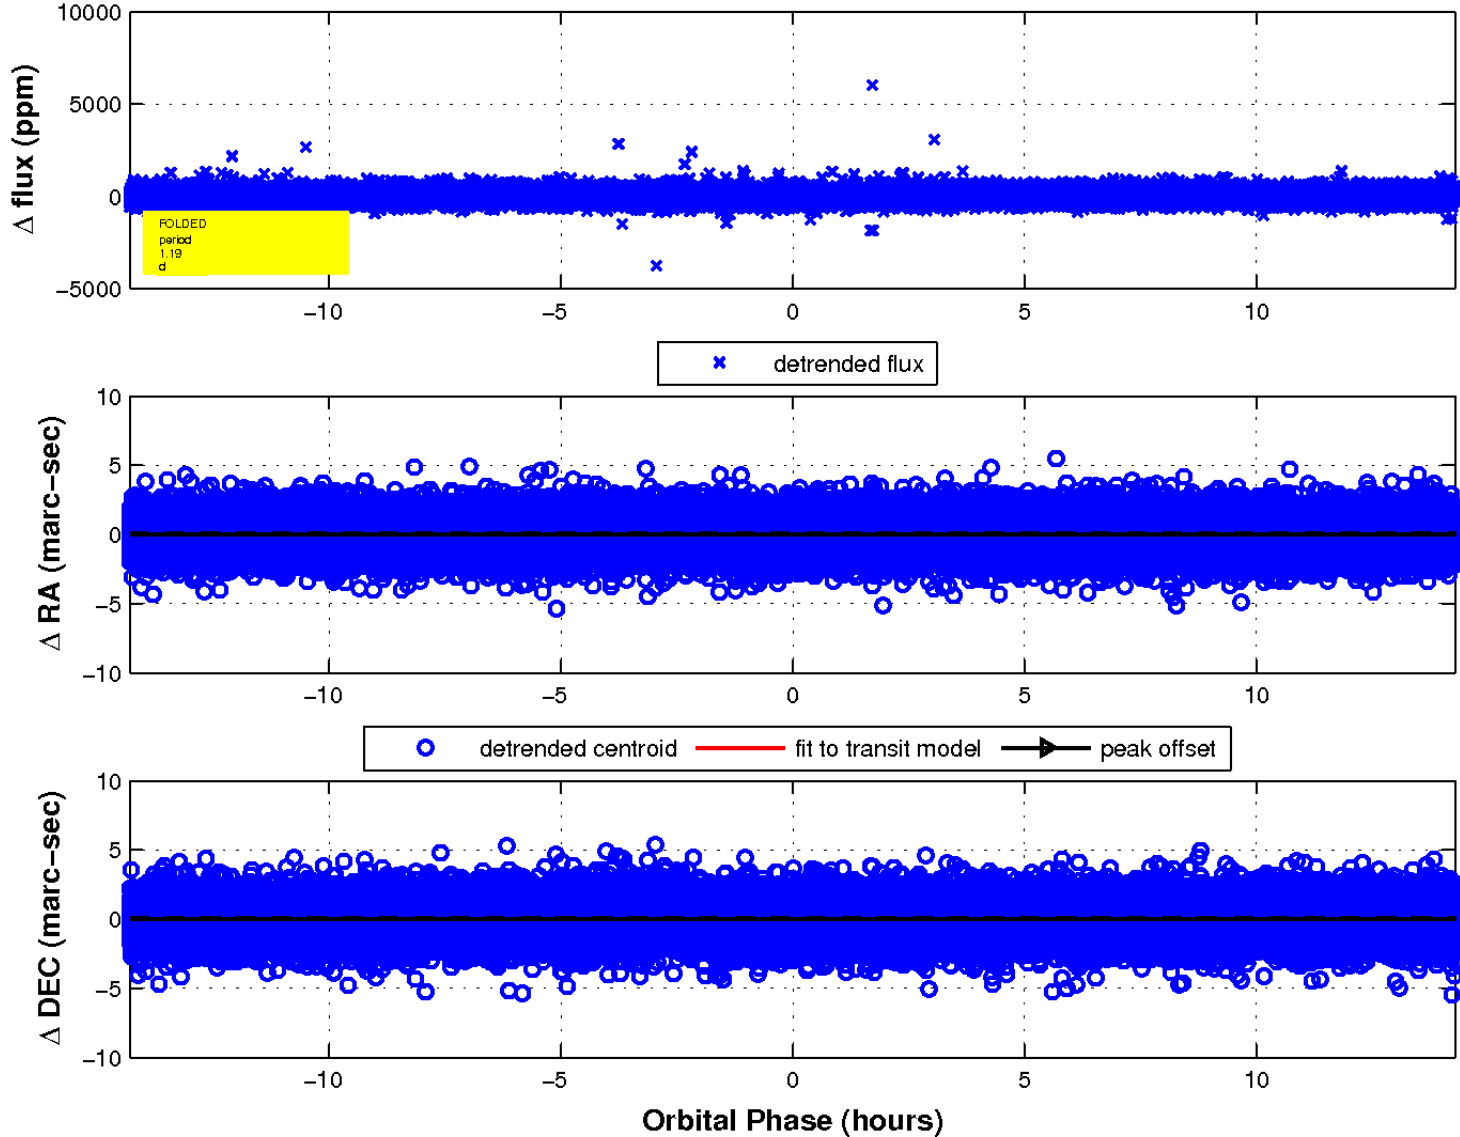 10000
5000
0
−5000
Δ flux (ppm)
FOLDED
period
1.19
d
−10 −5 0 5 10
detrended flux
10
5
0
−5
−10
Δ RA (marc−sec)
−10 −5 0 5 10
detrended centroid fit to transit model peak offset
10
5
0
−5
−10
Δ DEC (marc−sec)
−10 −5 0 5 10
Orbital Phase (hours)